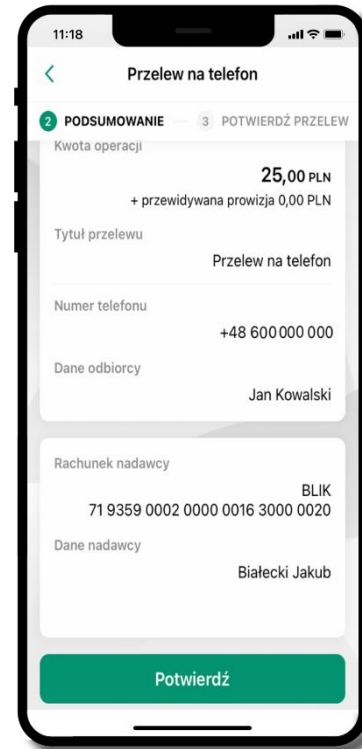 11:18
Przelew na telefon
2 PODSUMOWANIE 3 POTWIERDŹ PRZELEW
Kwota operacji
25,00 PLN
+ przewidywana prowizja 0,00 PLN
Tytuł przelewu
Przelew na telefon
Numer telefonu
+48 600 000 000
Dane odbiorcy
Jan Kowalski
Rachunek nadawcy
BLIK
71 9359 0002 0000 0016 3000 0020
Dane nadawcy
Białecki Jakub
Potwierdź